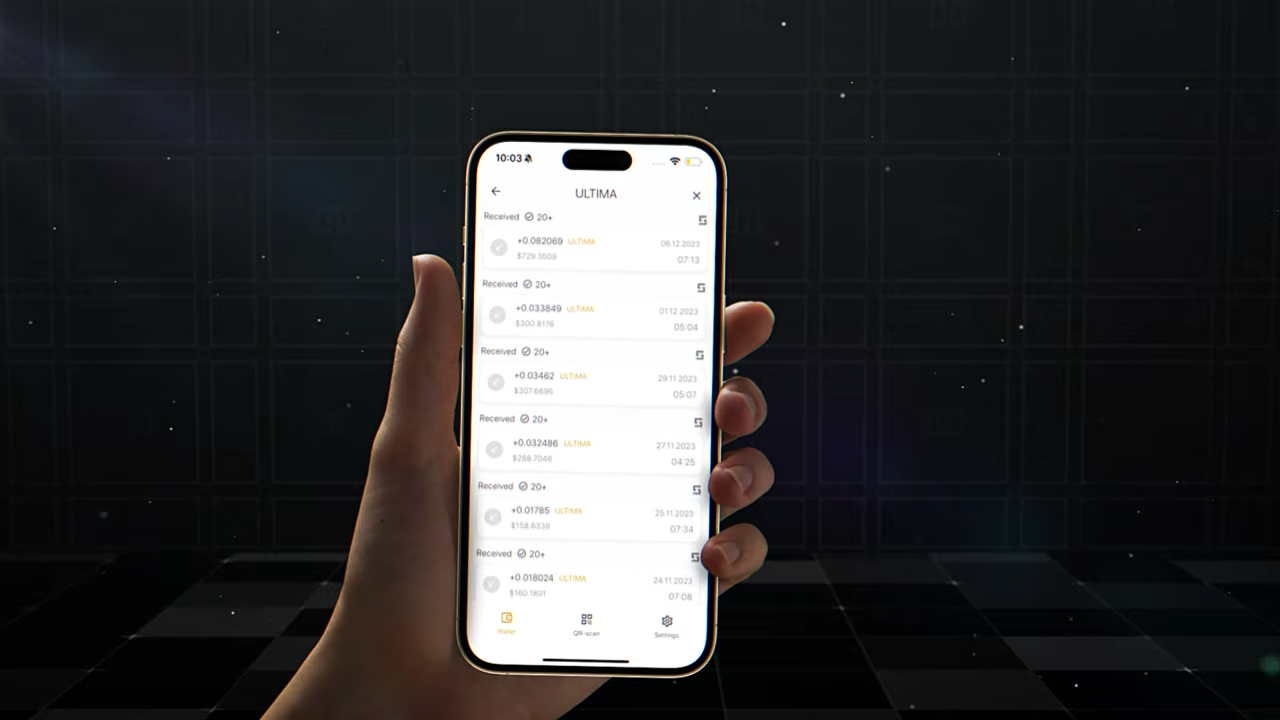 10:03
ULTIMA
Received 20+
+0.082069 ULTIMA 06.12.2023
$729.3509 07:13
Received 20+
+0.033849 ULTIMA 01.12.2023
$300.8176 05:04
Received 20+
+0.03462 ULTIMA 29.11.2023
$307.6695 05:07
Received 20+
+0.032486 ULTIMA 27.11.2023
$288.7046 04:25
Received 20+
+0.01785 ULTIMA 25.11.2023
$158.6338 07:34
Received 20+
+0.018024 ULTIMA 24.11.2023
$160.1801 07:08
Wallet QR-scan Settings